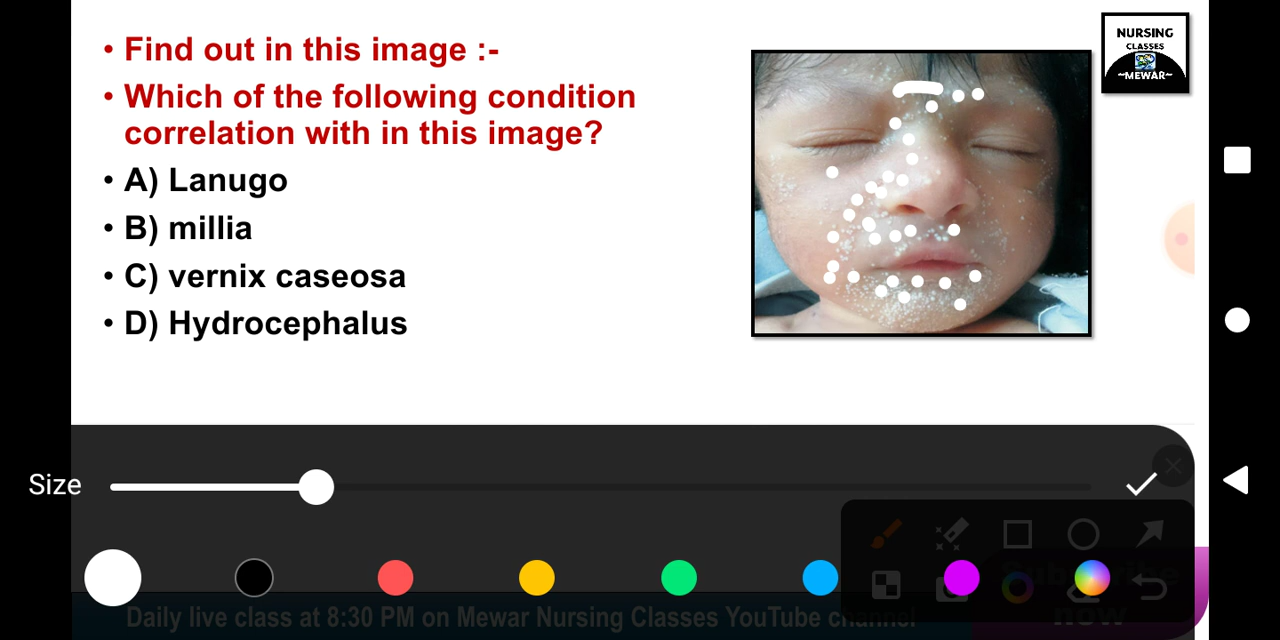 • Find out in this image :-
• Which of the following condition
correlation with in this image?
• A) Lanugo
• B) millia
• C) vernix caseosa
• D) Hydrocephalus
NURSING
CLASSES
~MEWAR~
Size
Daily live class at 8:30 PM on Mewar Nursing Classes YouTube channel
now